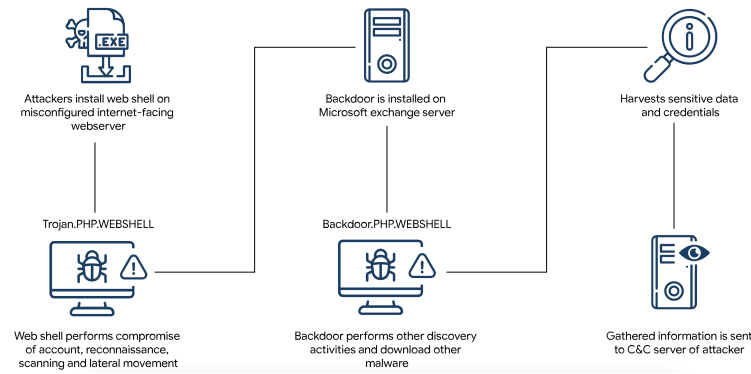 .EXE
Attackers install web shell on
misconfigured internet-facing
webserver
Trojan.PHP.WEBSHELL
Web shell performs compromise
of account, reconnaissance,
scanning and lateral movement
Backdoor is installed on
Microsoft exchange server
Backdoor.PHP.WEBSHELL
Backdoor performs other discovery
activities and download other
malware
Harvests sensitive data
and credentials
Gathered information is sent
to C&C server of attacker